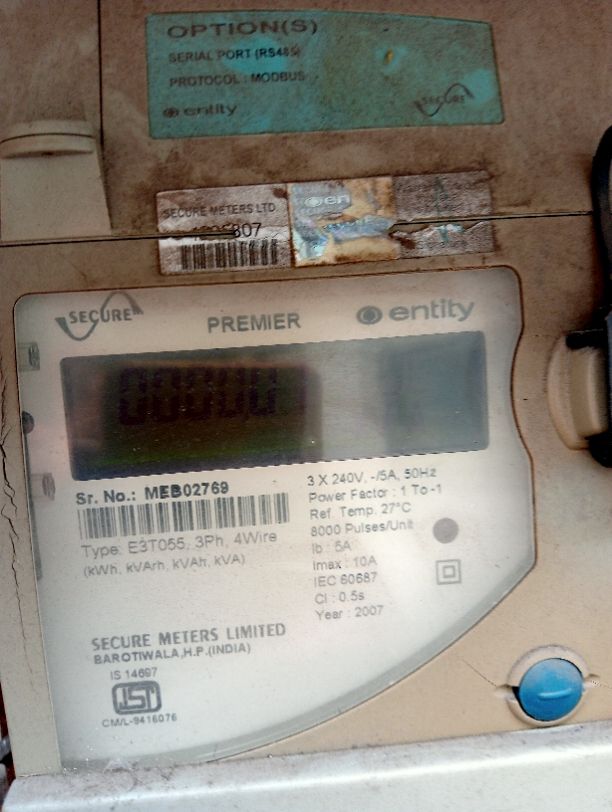 OPTION(S)
SERIAL PORT (RS485)
PROTOCOL : MODBUS
entity
SECURE
SECURE METERS LTD
SECURE
PREMIER
entity
Sr. No.: MEB02769
Type: E3T055, 3Ph, 4Wire
(kWh, kVArh, kVAh, kVA)
3 X 240V, -/5A, 50Hz
Power Factor : 1 To -1
Ref. Temp. 27°C
8000 Pulses/Unit
Ib : 5A
Imax : 10A
IEC 60687
Cl : 0.5s
Year : 2007
SECURE METERS LIMITED
BAROTIWALA,H.P.(INDIA)
IS 14697
ISI
CM/L-9416076